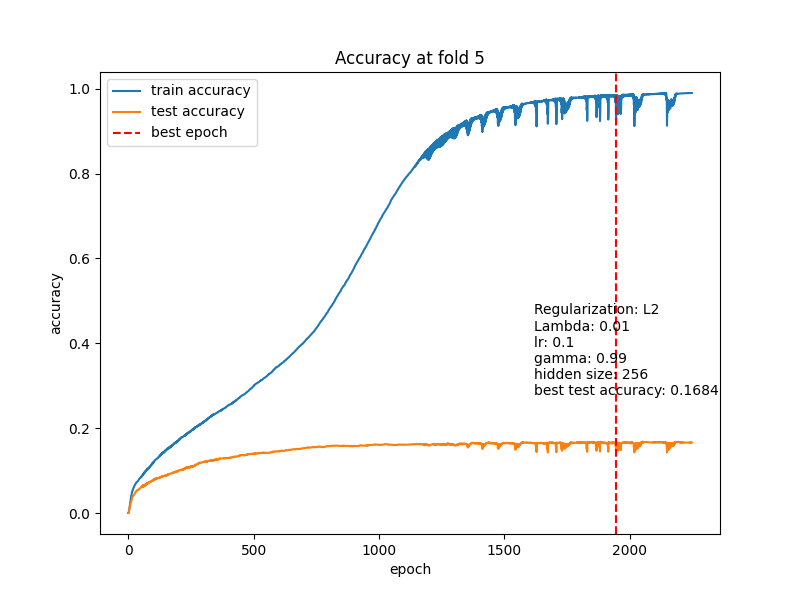 Accuracy at fold 5
train accuracy
test accuracy
best epoch
accuracy
1.0
0.8
0.6
0.4
0.2
0.0
Regularization: L2
Lambda: 0.01
lr: 0.1
gamma: 0.99
hidden size: 256
best test accuracy: 0.1684
0
500
1000
1500
2000
epoch